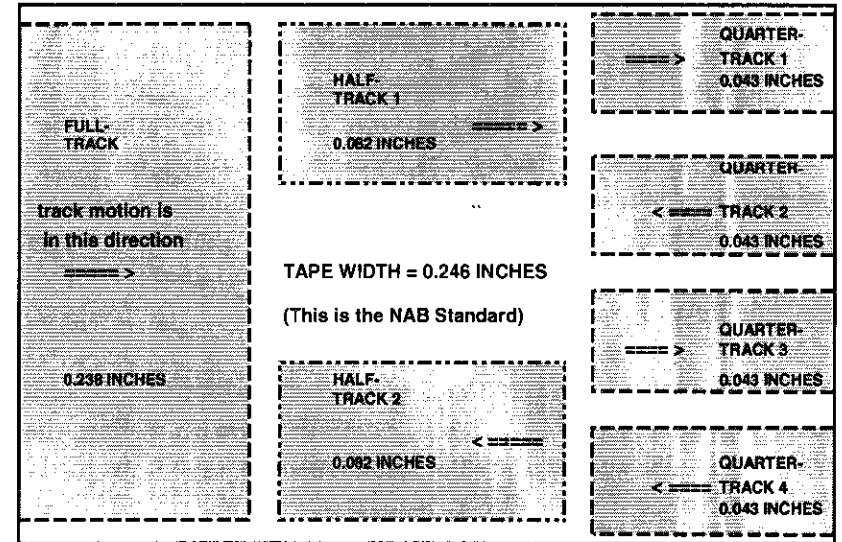 FULL-
TRACK
track motion is
in this direction
=====>
0.238 INCHES
HALF-
TRACK 1
=====>
0.082 INCHES
TAPE WIDTH = 0.246 INCHES
(This is the NAB Standard)
HALF-
TRACK 2
<=====
0.082 INCHES
QUARTER-
====> TRACK 1
0.043 INCHES
QUARTER-
<==== TRACK 2
0.043 INCHES
QUARTER-
====> TRACK 3
0.043 INCHES
QUARTER-
<==== TRACK 4
0.043 INCHES